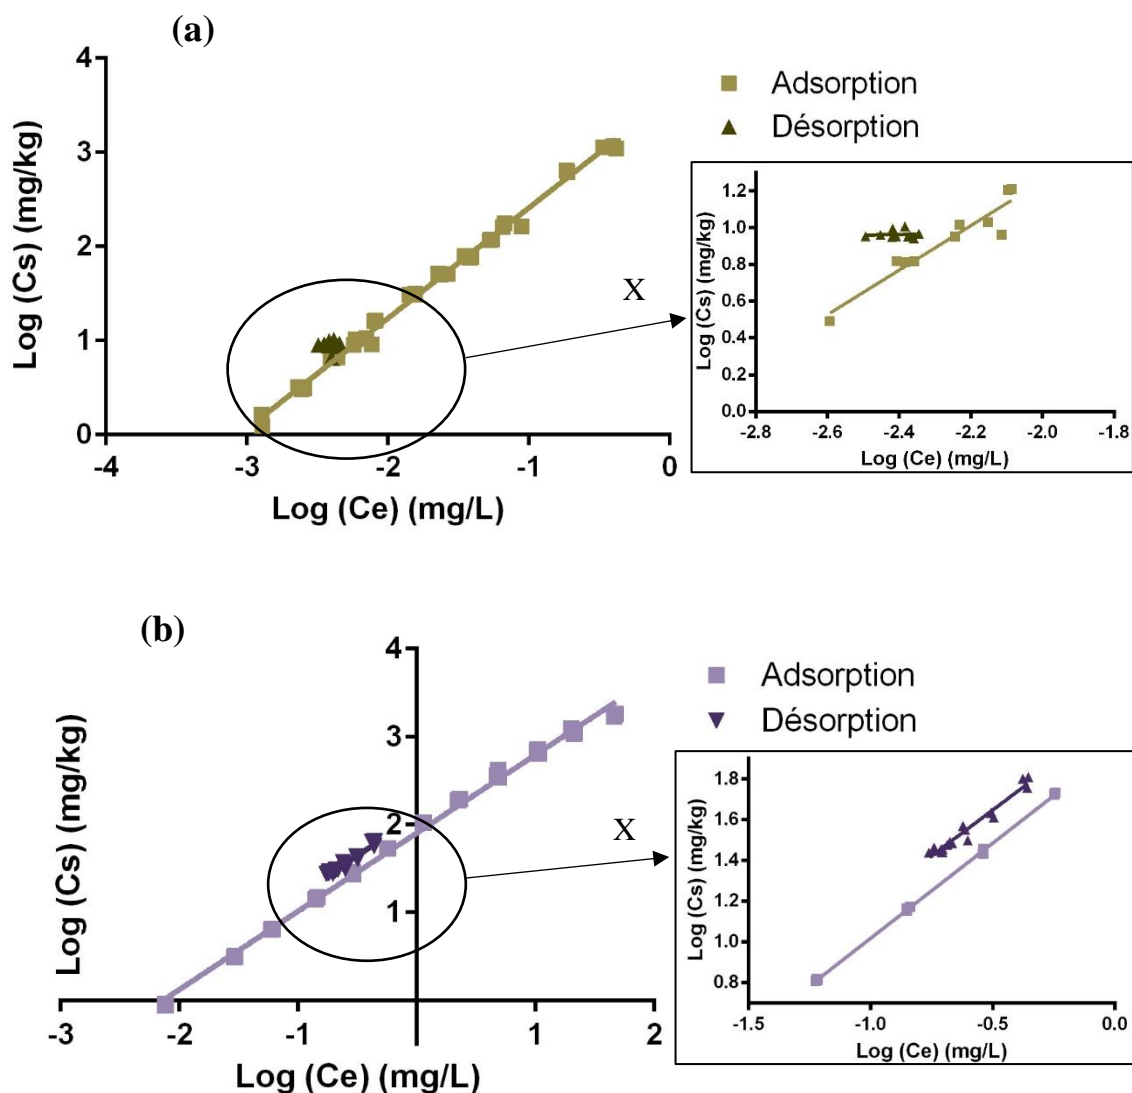 (a)
Log (Cs) (mg/kg)
4
3
2
1
0
-4 -3 -2 -1 0
Log (Ce) (mg/L)
Adsorption
Désorption
X
Log (Cs) (mg/kg)
1.2
1.0
0.8
0.6
0.4
0.2
0.0
-2.8 -2.6 -2.4 -2.2 -2.0 -1.8
Log (Ce) (mg/L)
(b)
Log (Cs) (mg/kg)
4
3
2
1
-3 -2 -1 1 2
Log (Ce) (mg/L)
Adsorption
Désorption
X
Log (Cs) (mg/kg)
1.8
1.6
1.4
1.2
1.0
0.8
-1.5 -1.0 -0.5 0.0
Log (Ce) (mg/L)